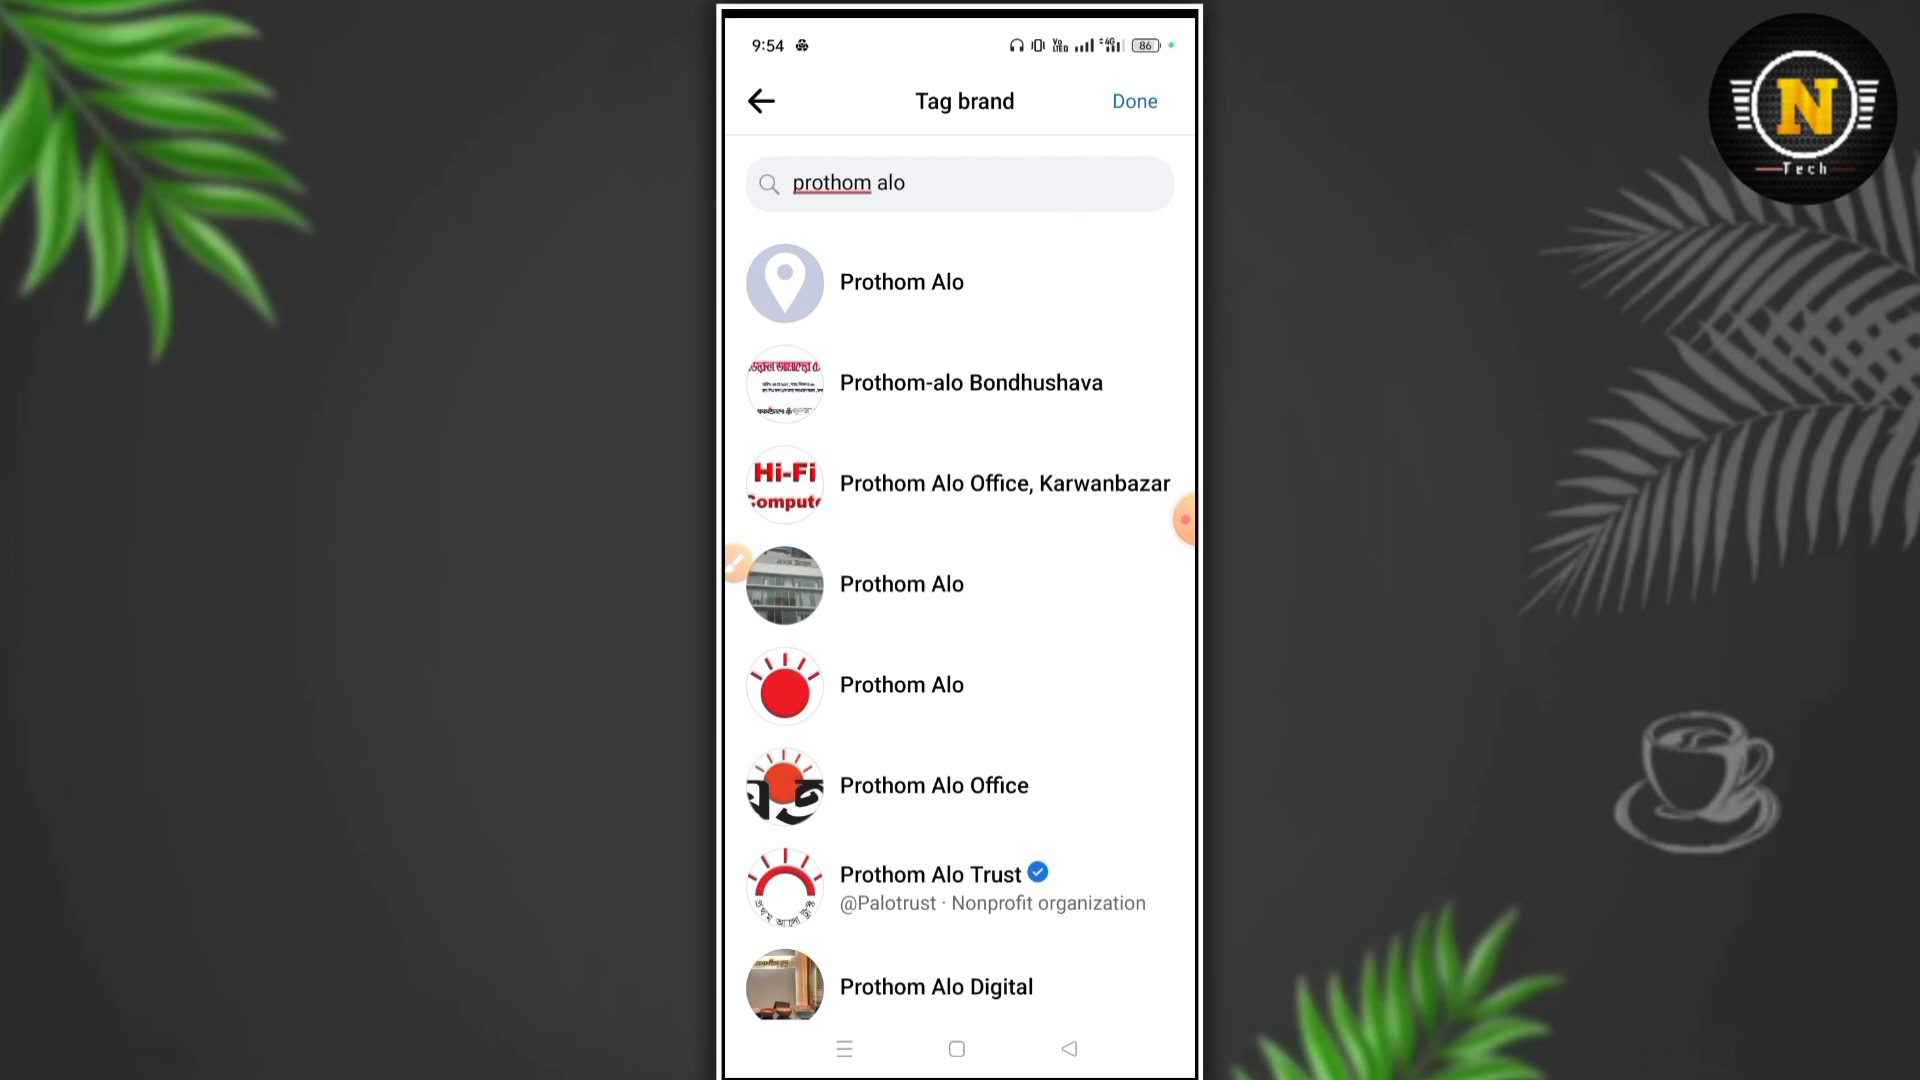 9:54
86
Tag brand
Done
prothom alo
Prothom Alo
Prothom-alo Bondhushava
Hi-Fi
Prothom Alo Office, Karwanbazar
Prothom Alo
Prothom Alo
Prothom Alo Office
Prothom Alo Trust
@Palotrust · Nonprofit organization
Prothom Alo Digital
N
Tech